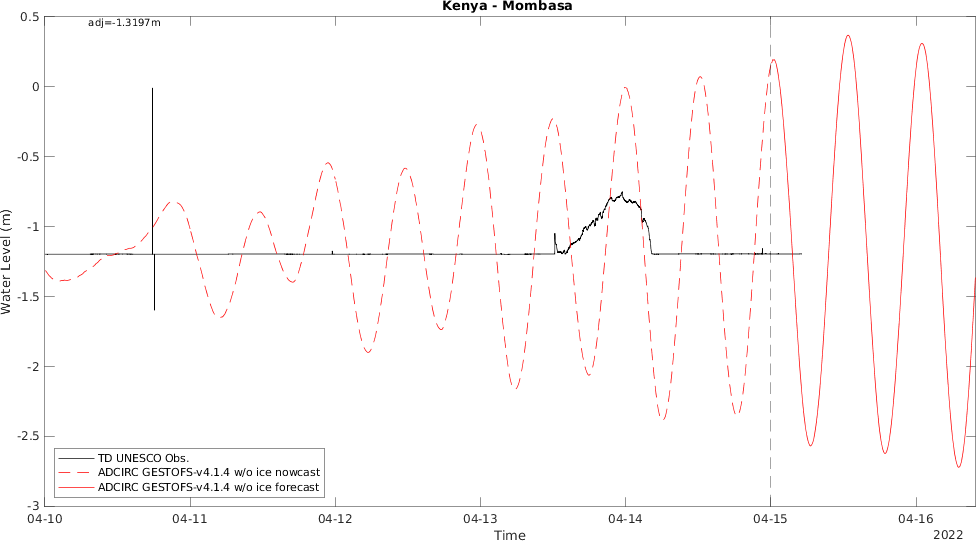 Kenya - Mombasa
adj=-1.3197m
0.5
0
-0.5
-1
-1.5
-2
-2.5
-3
Water Level (m)
TD UNESCO Obs.
ADCIRC GESTOFS-v4.1.4 w/o ice nowcast
ADCIRC GESTOFS-v4.1.4 w/o ice forecast
04-10 04-11 04-12 04-13 04-14 04-15 04-16
Time
2022